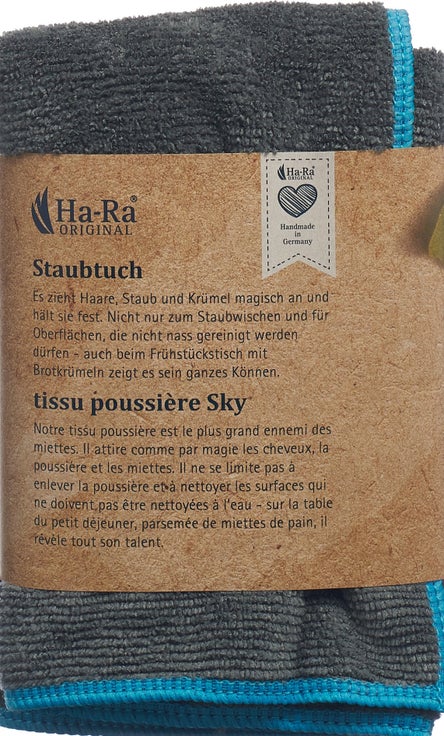 Ha-Ra®
ORIGINAL
Ha-Ra®
ORIGINAL
Handmade
in
Germany
Staubtuch
Es zieht Haare, Staub und Krümel magisch an und
hält sie fest. Nicht nur zum Staubwischen und für
Oberflächen, die nicht nass gereinigt werden
dürfen - auch beim Frühstückstisch mit
Brotkrümeln zeigt es sein ganzes Können.
tissu poussière Sky
Notre tissu poussière est le plus grand ennemi des
miettes. Il attire comme par magie les cheveux, la
poussière et les miettes. Il ne se limite pas à
enlever la poussière et à nettoyer les surfaces qui
ne doivent pas être nettoyées à l'eau - sur la table
du petit déjeuner, parsemée de miettes de pain, il
révèle tout son talent.